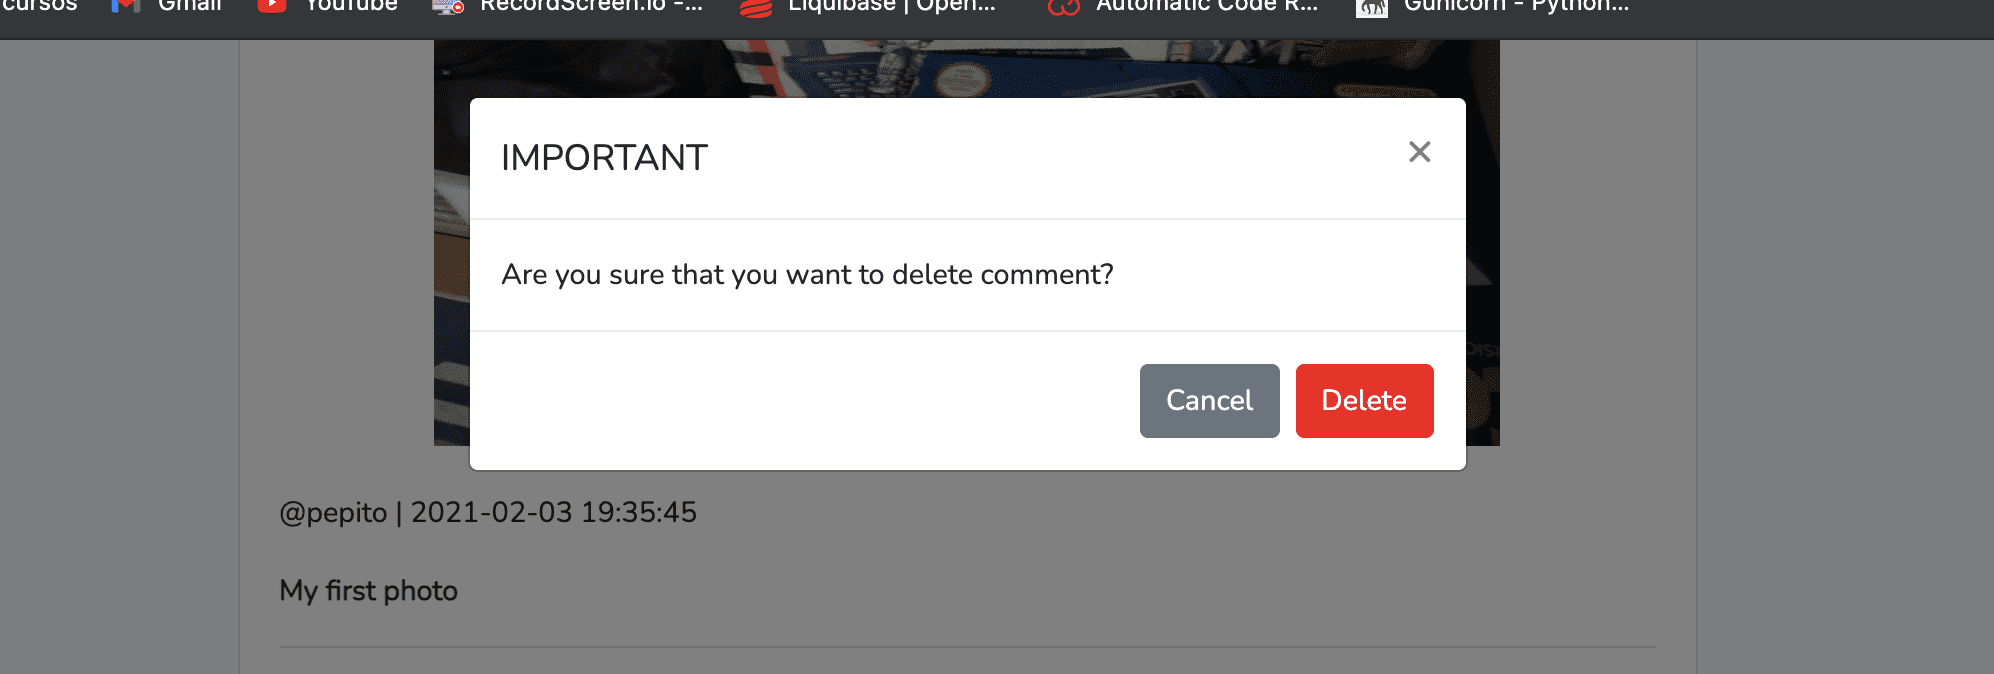 cursos Gmail YouTube RecordScreen.io -... Liquibase | Open... Automatic Code R... Gunicorn - Python...
IMPORTANT
Are you sure that you want to delete comment?
Cancel Delete
@pepito | 2021-02-03 19:35:45
My first photo